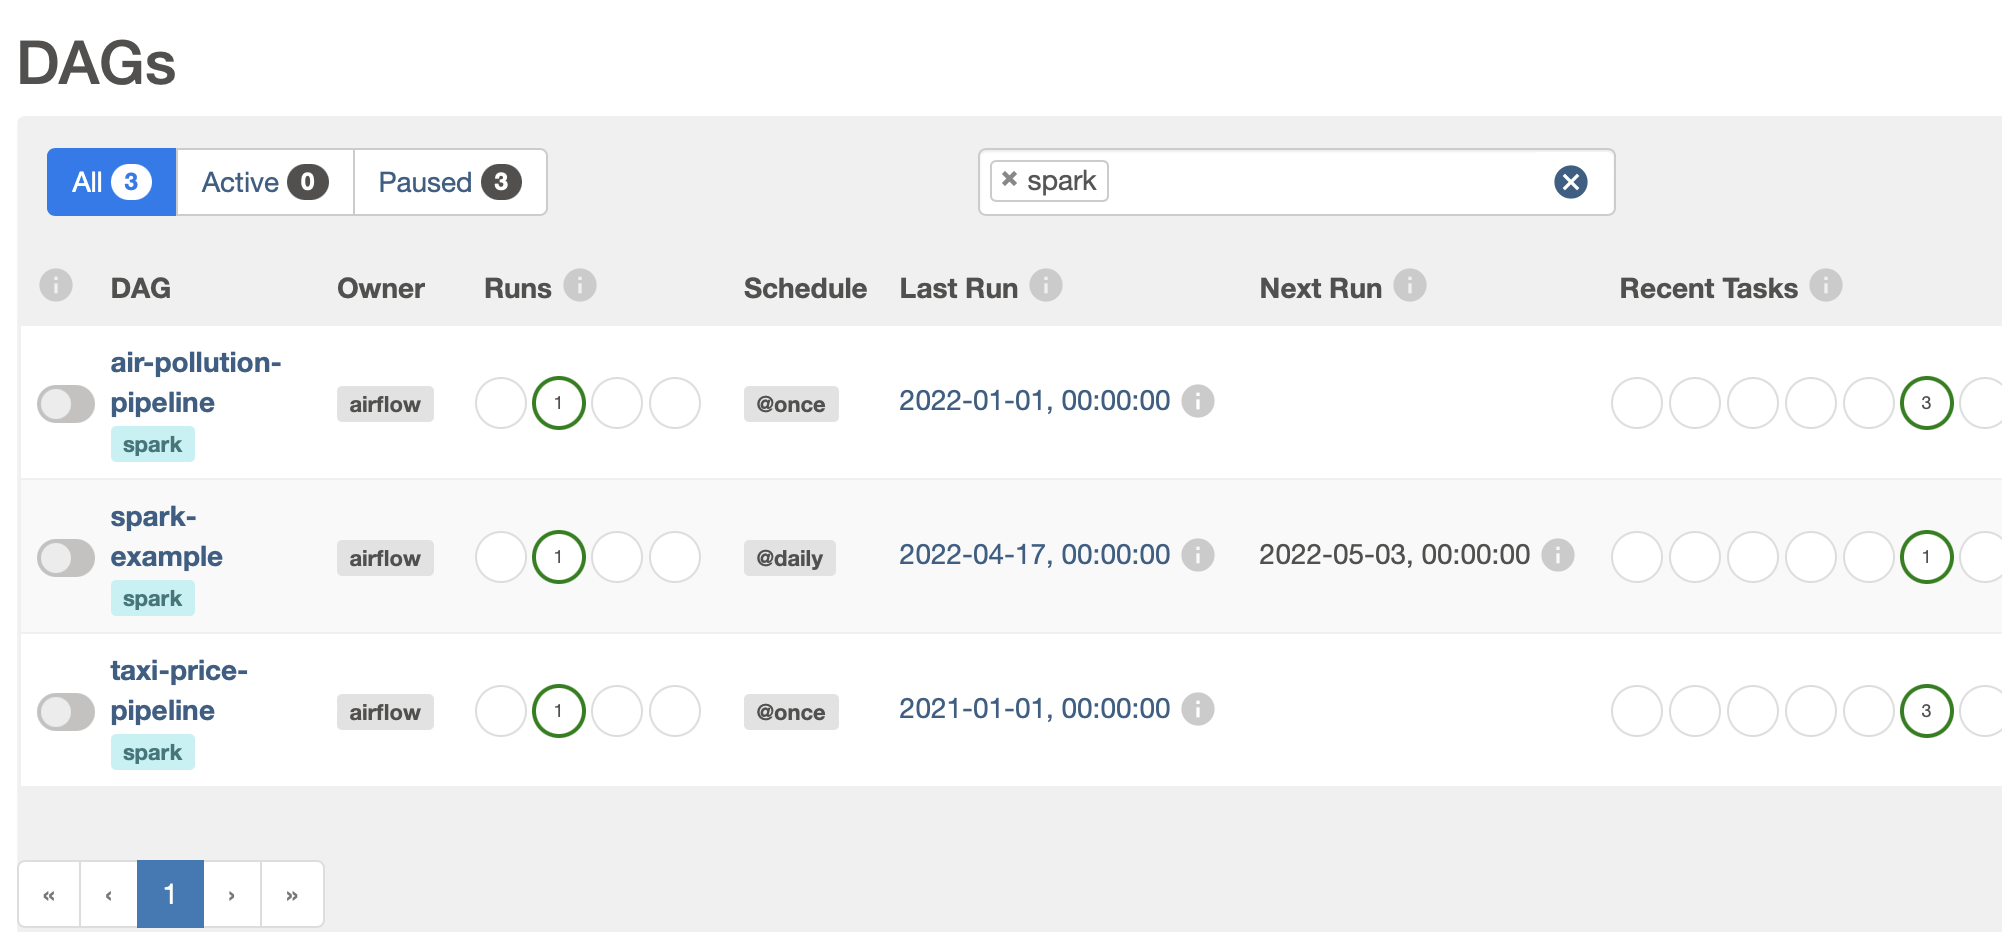 DAGs
All 3 Active 0 Paused 3
✖ spark
DAG Owner Runs Schedule Last Run Next Run Recent Tasks
air-pollution-
pipeline
spark
airflow
1
@once
2022-01-01, 00:00:00
3
spark-
example
spark
airflow
1
@daily
2022-04-17, 00:00:00
2022-05-03, 00:00:00
1
taxi-price-
pipeline
spark
airflow
1
@once
2021-01-01, 00:00:00
3
« ‹ 1 › »